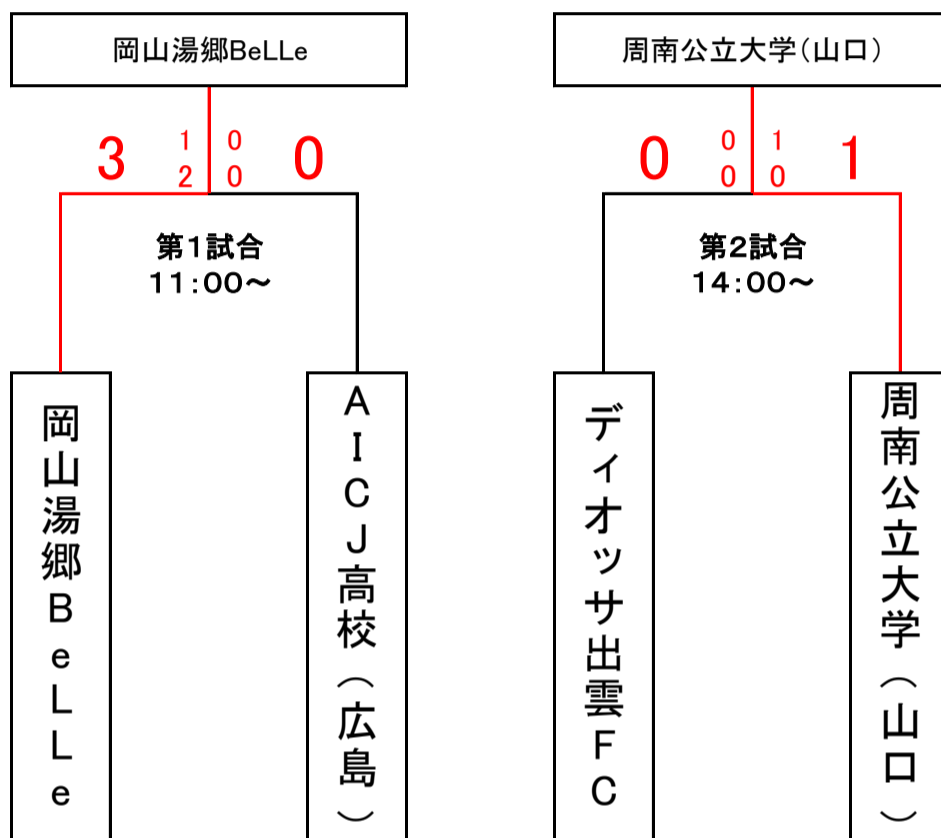 岡山湯郷BeLLe
周南公立大学(山口)
3 1 0 0
2 0
第1試合
11:00～
岡山湯郷BeLLe
AICJ高校(広島)
0 0 1 1
0 0
第2試合
14:00～
ディオッサ出雲FC
周南公立大学(山口)